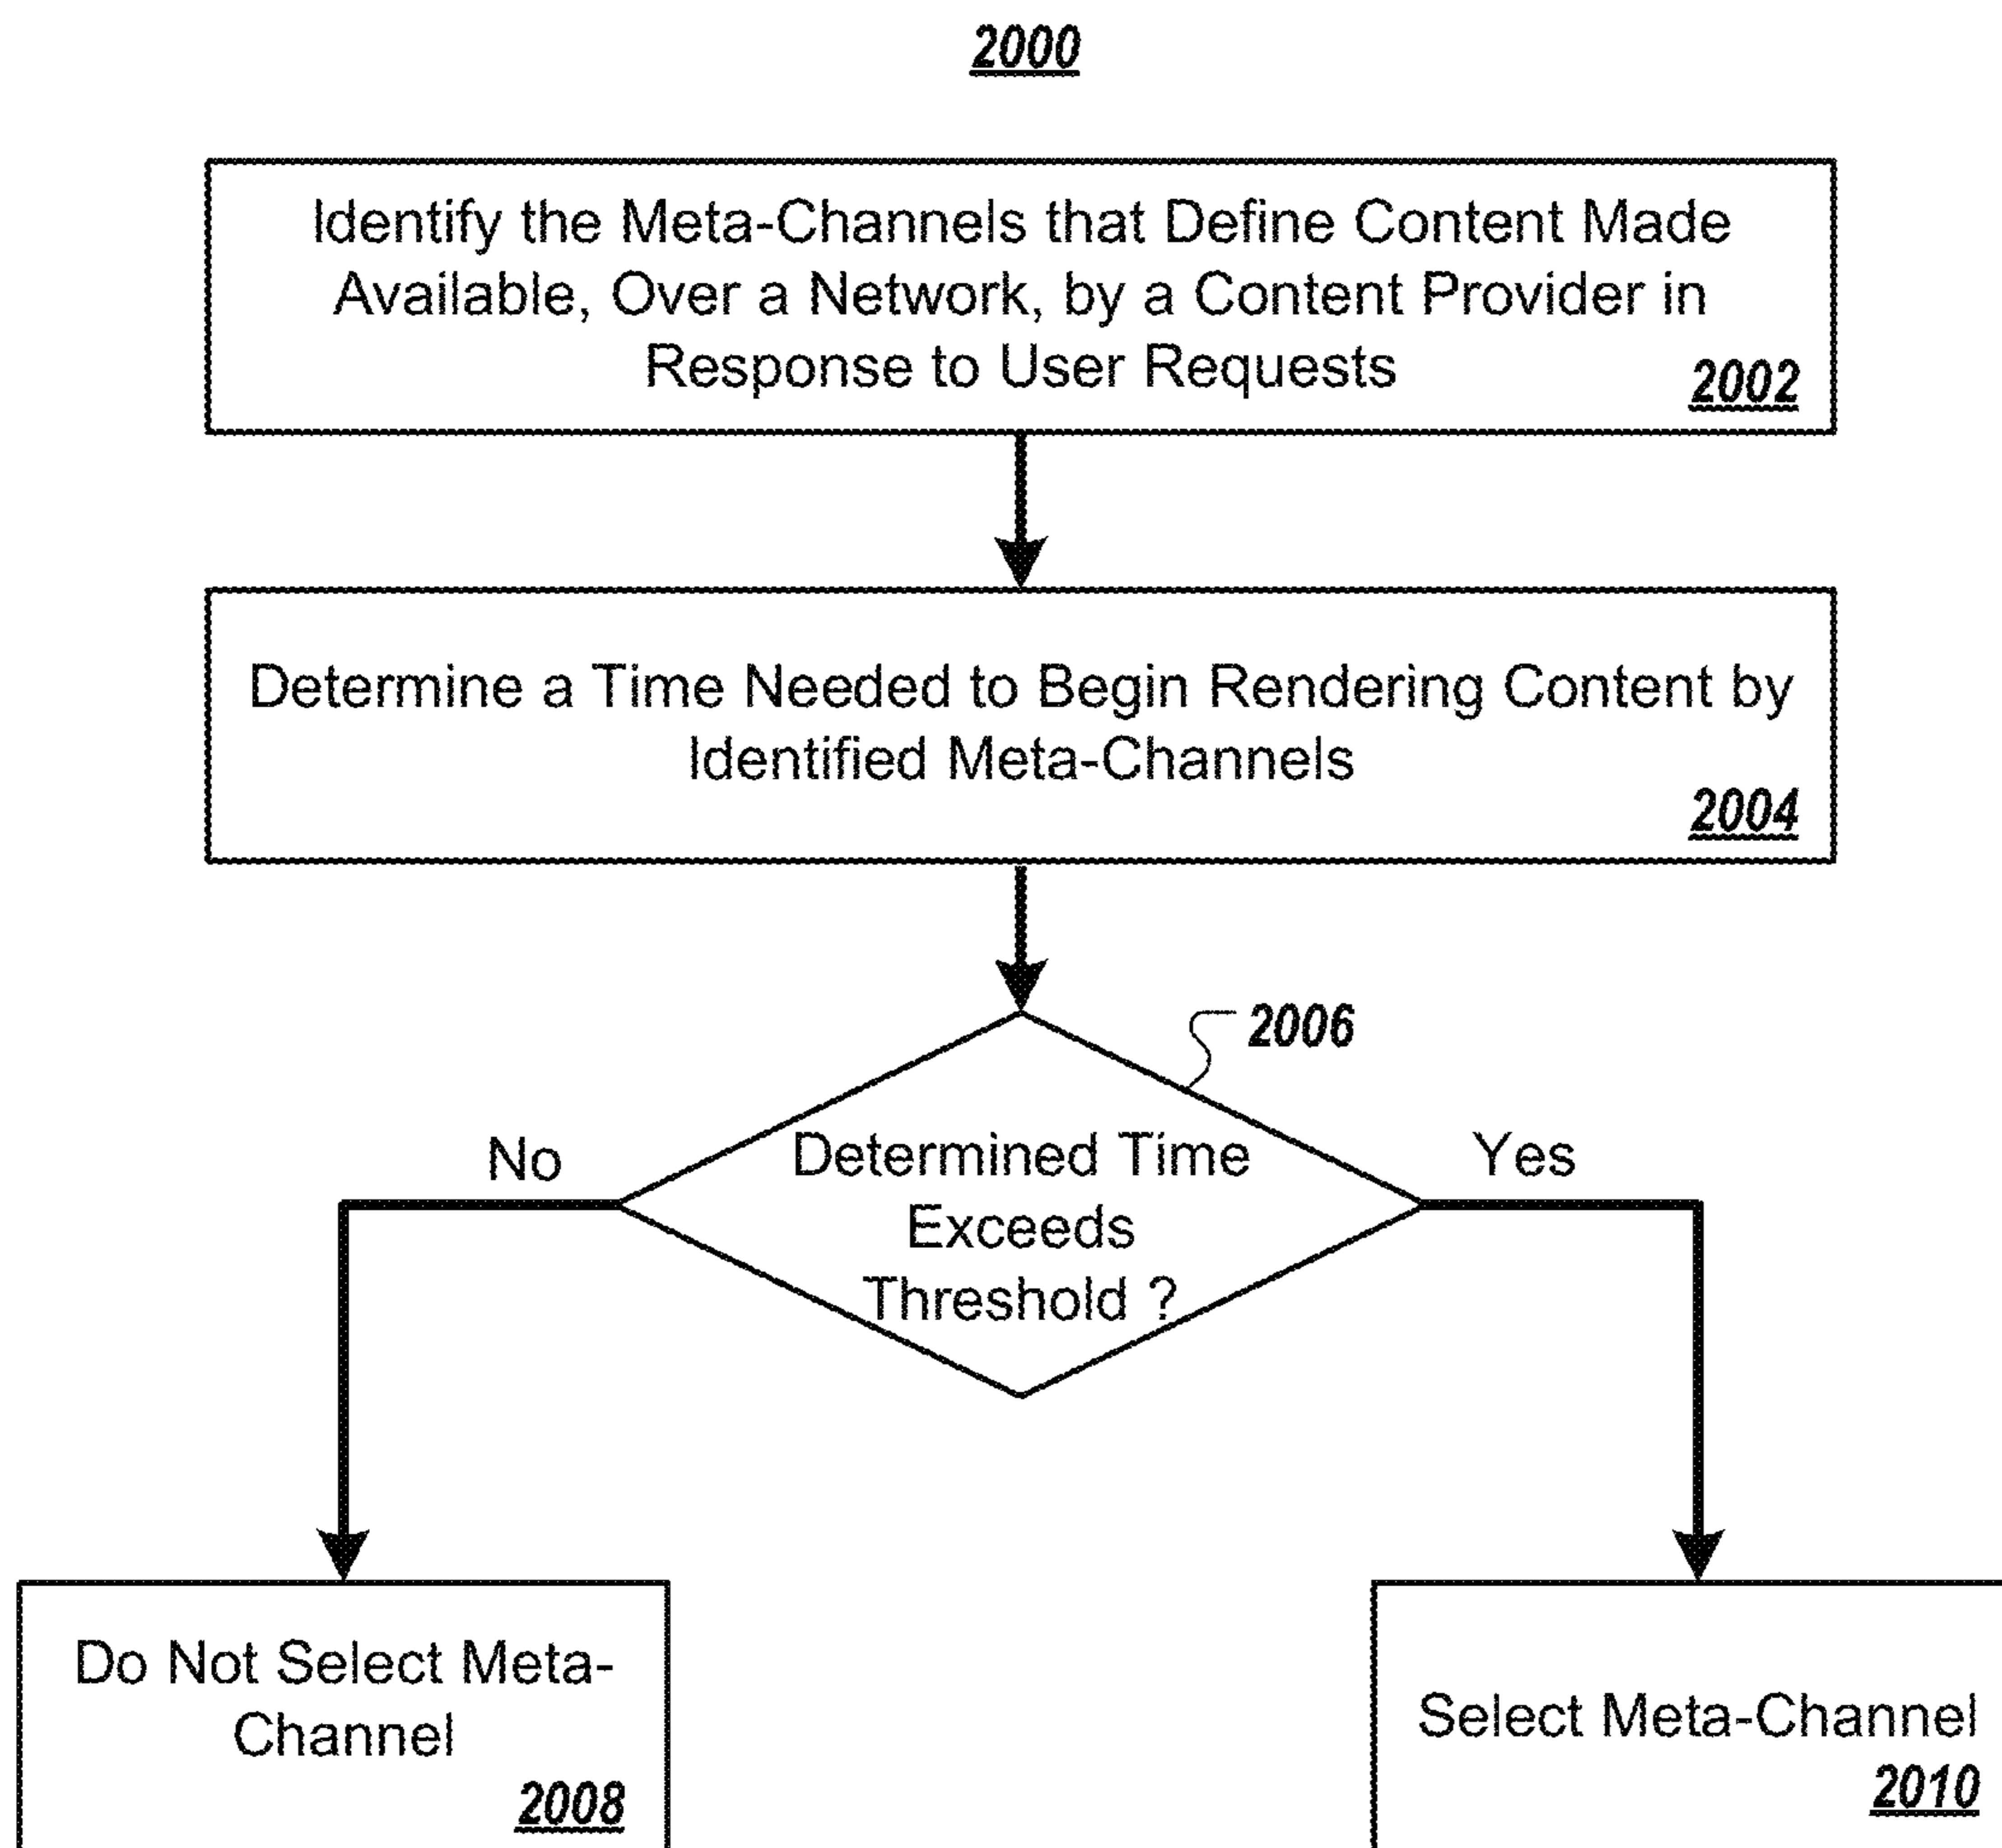 2000
Identify the Meta-Channels that Define Content Made
Available, Over a Network, by a Content Provider in
Response to User Requests
2002
Determine a Time Needed to Begin Rendering Content by
Identified Meta-Channels
2004
2006
No
Determined Time
Exceeds
Threshold ?
Yes
Do Not Select Meta-
Channel
2008
Select Meta-Channel
2010